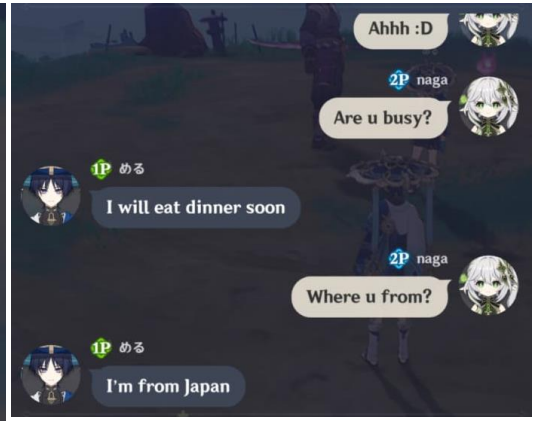 Ahhh :D
2P naga
Are u busy?
1P める
I will eat dinner soon
2P naga
Where u from?
1P める
I'm from Japan